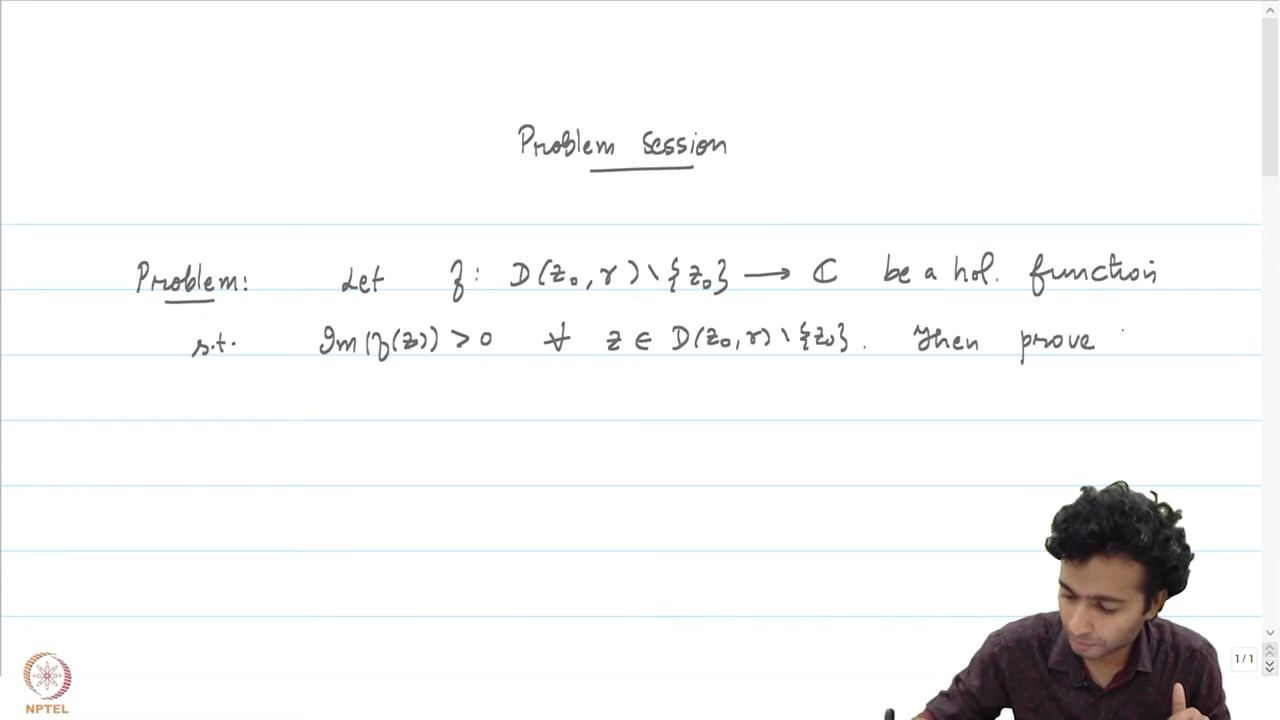 Problem Session
Problem: Let f: D(z₀, r) \ {z₀} → ℂ be a hol. function
s.t. Im(f(z)) > 0 ∀ z ∈ D(z₀, r) \ {z₀}. Then prove
1/1
NPTEL